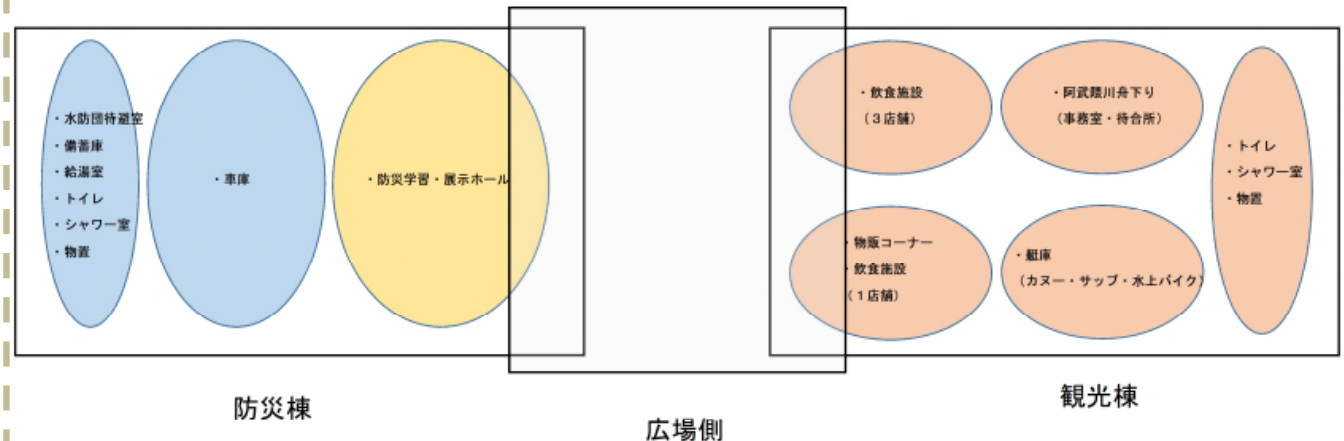 ・水防団待避室
・備蓄庫
・給湯室
・トイレ
・シャワー室
・物置
・車庫
・防災学習・展示ホール
・飲食施設
（３店舗）
・阿武隈川舟下り
（事務室・待合所）
・物販コーナー
・飲食施設
（１店舗）
・艇庫
（カヌー・サップ・水上バイク）
・トイレ
・シャワー室
・物置
防災棟
広場側
観光棟